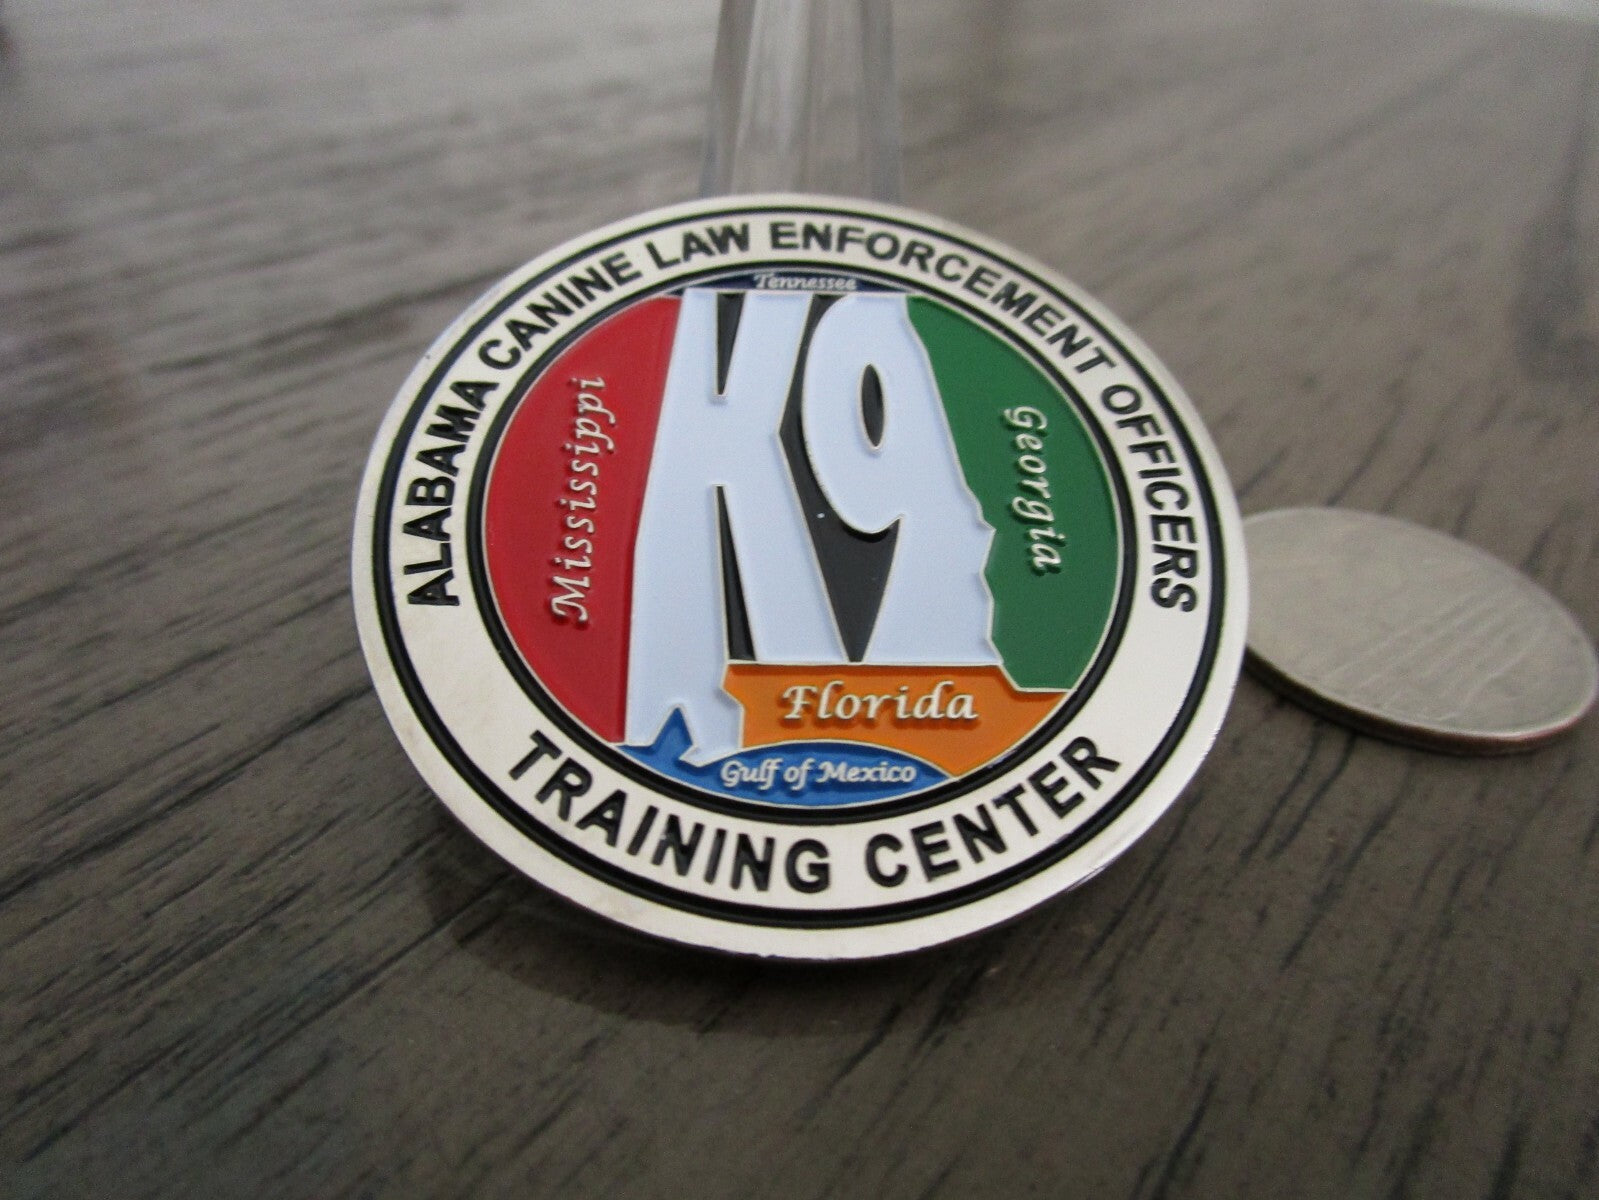 ALABAMA CANINE LAW ENFORCEMENT OFFICERS
Tennessee
K9
Mississippi
Georgia
Florida
Gulf of Mexico
TRAINING CENTER